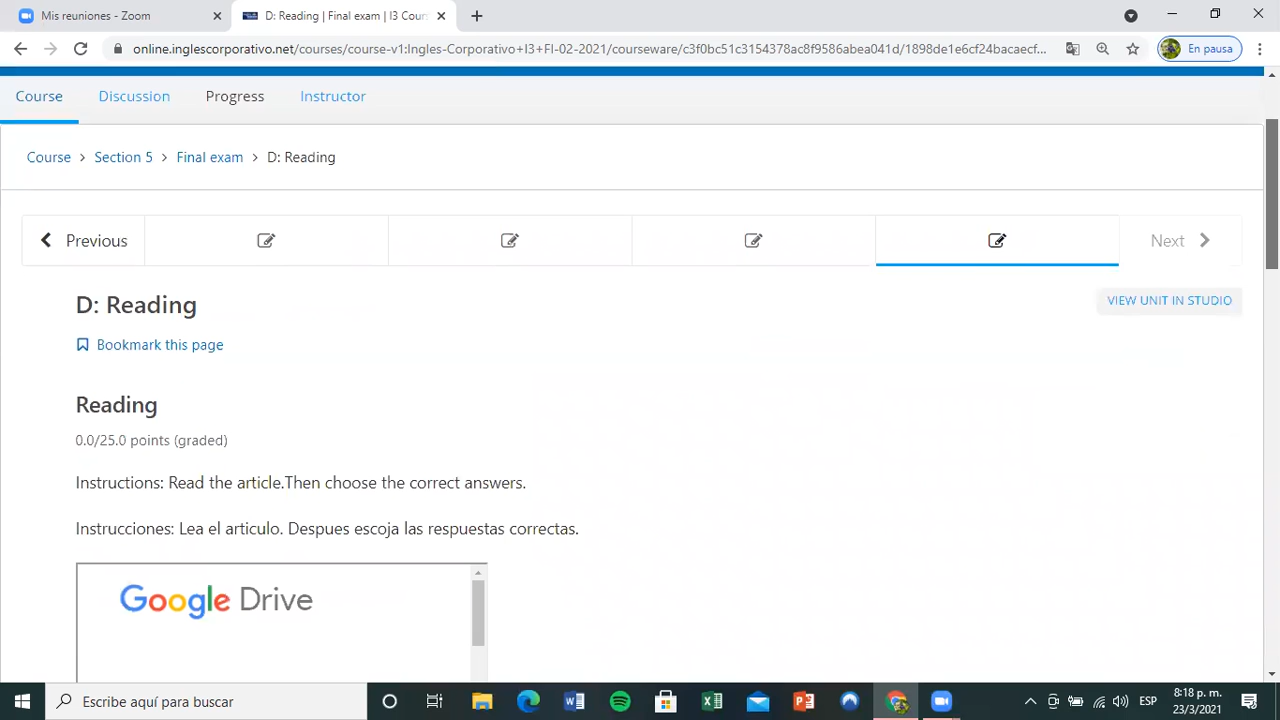 Mis reuniones - Zoom
D: Reading | Final exam | I3 Cour
online.inglescorporativo.net/courses/course-v1:Ingles-Corporativo+I3+FI-02-2021/courseware/c3f0bc51c3154378ac8f9586abea041d/1898de1e6cf24bacaecf...
En pausa
Course Discussion Progress Instructor
Course > Section 5 > Final exam > D: Reading
Previous
Next
D: Reading
VIEW UNIT IN STUDIO
Bookmark this page
Reading
0.0/25.0 points (graded)
Instructions: Read the article.Then choose the correct answers.
Instrucciones: Lea el articulo. Despues escoja las respuestas correctas.
Google Drive
Escribe aquí para buscar
ESP
8:18 p. m.
23/3/2021